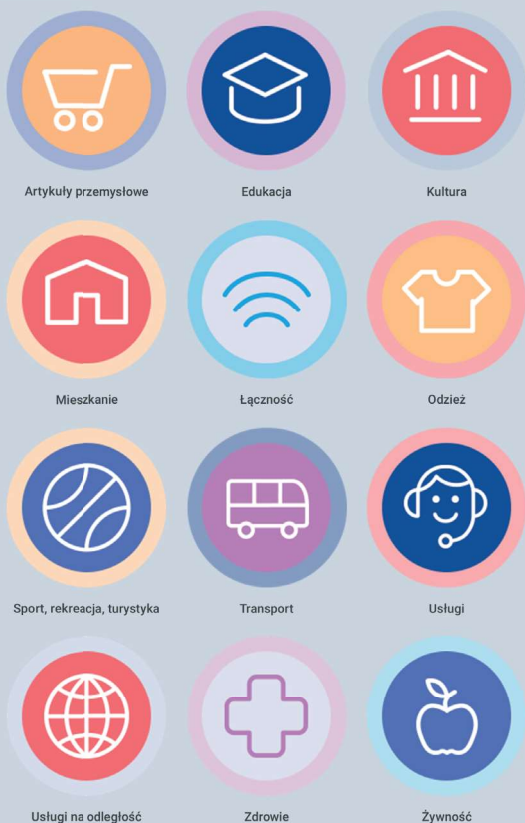 Artykuły przemysłowe
Edukacja
Kultura
Mieszkanie
Łączność
Odzież
Sport, rekreacja, turystyka
Transport
Usługi
Usługi na odległość
Zdrowie
Żywność